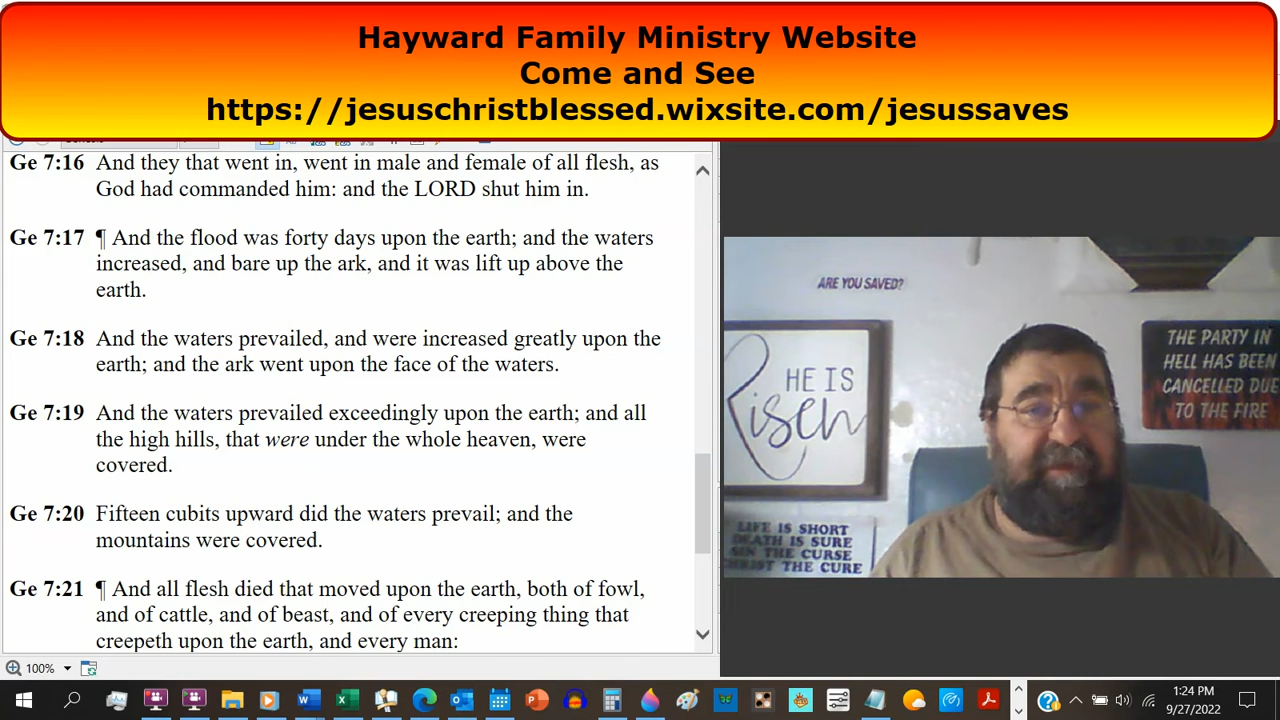 Hayward Family Ministry Website
Come and See
https://jesuschristblessed.wixsite.com/jesussaves
Ge 7:16 And they that went in, went in male and female of all flesh, as
God had commanded him: and the LORD shut him in.
Ge 7:17 ¶ And the flood was forty days upon the earth; and the waters
increased, and bare up the ark, and it was lift up above the
earth.
Ge 7:18 And the waters prevailed, and were increased greatly upon the
earth; and the ark went upon the face of the waters.
Ge 7:19 And the waters prevailed exceedingly upon the earth; and all
the high hills, that were under the whole heaven, were
covered.
Ge 7:20 Fifteen cubits upward did the waters prevail; and the
mountains were covered.
Ge 7:21 ¶ And all flesh died that moved upon the earth, both of fowl,
and of cattle, and of beast, and of every creeping thing that
creepeth upon the earth, and every man:
100%
ARE YOU SAVED?
HE IS
Risen
THE PARTY IN
HELL HAS BEEN
CANCELLED DUE
TO THE FIRE
LIFE IS SHORT
DEATH IS SURE
SIN THE CURSE
CHRIST THE CURE
1:24 PM
9/27/2022